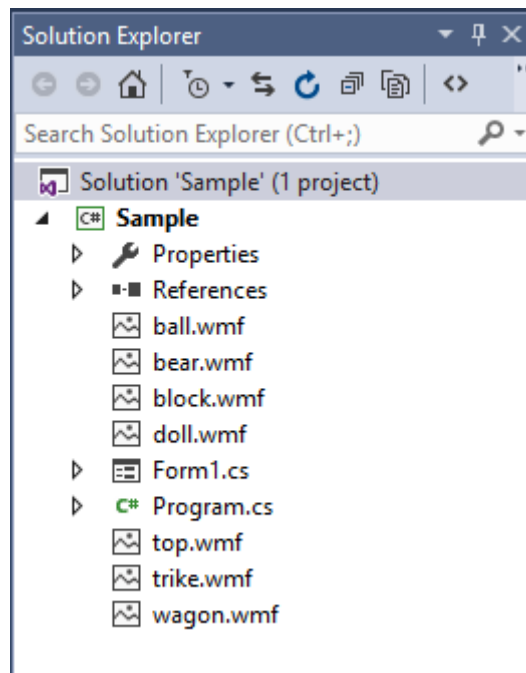 Solution Explorer
Search Solution Explorer (Ctrl+;)
Solution 'Sample' (1 project)
C# Sample
Properties
References
ball.wmf
bear.wmf
block.wmf
doll.wmf
Form1.cs
C# Program.cs
top.wmf
trike.wmf
wagon.wmf